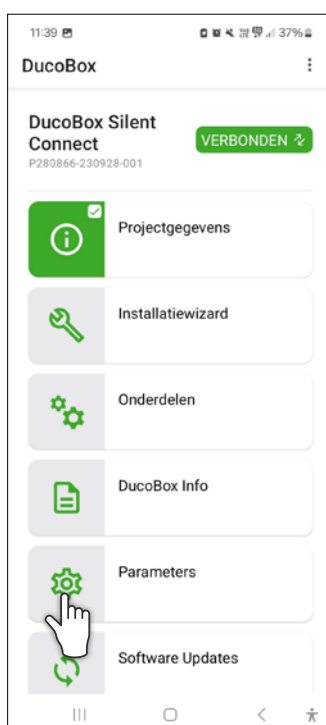 11:39
37%
DucoBox
DucoBox Silent
Connect
VERBONDEN
P280866-230928-001
Projectgegevens
Installatiewizard
Onderdelen
DucoBox Info
Parameters
Software Updates